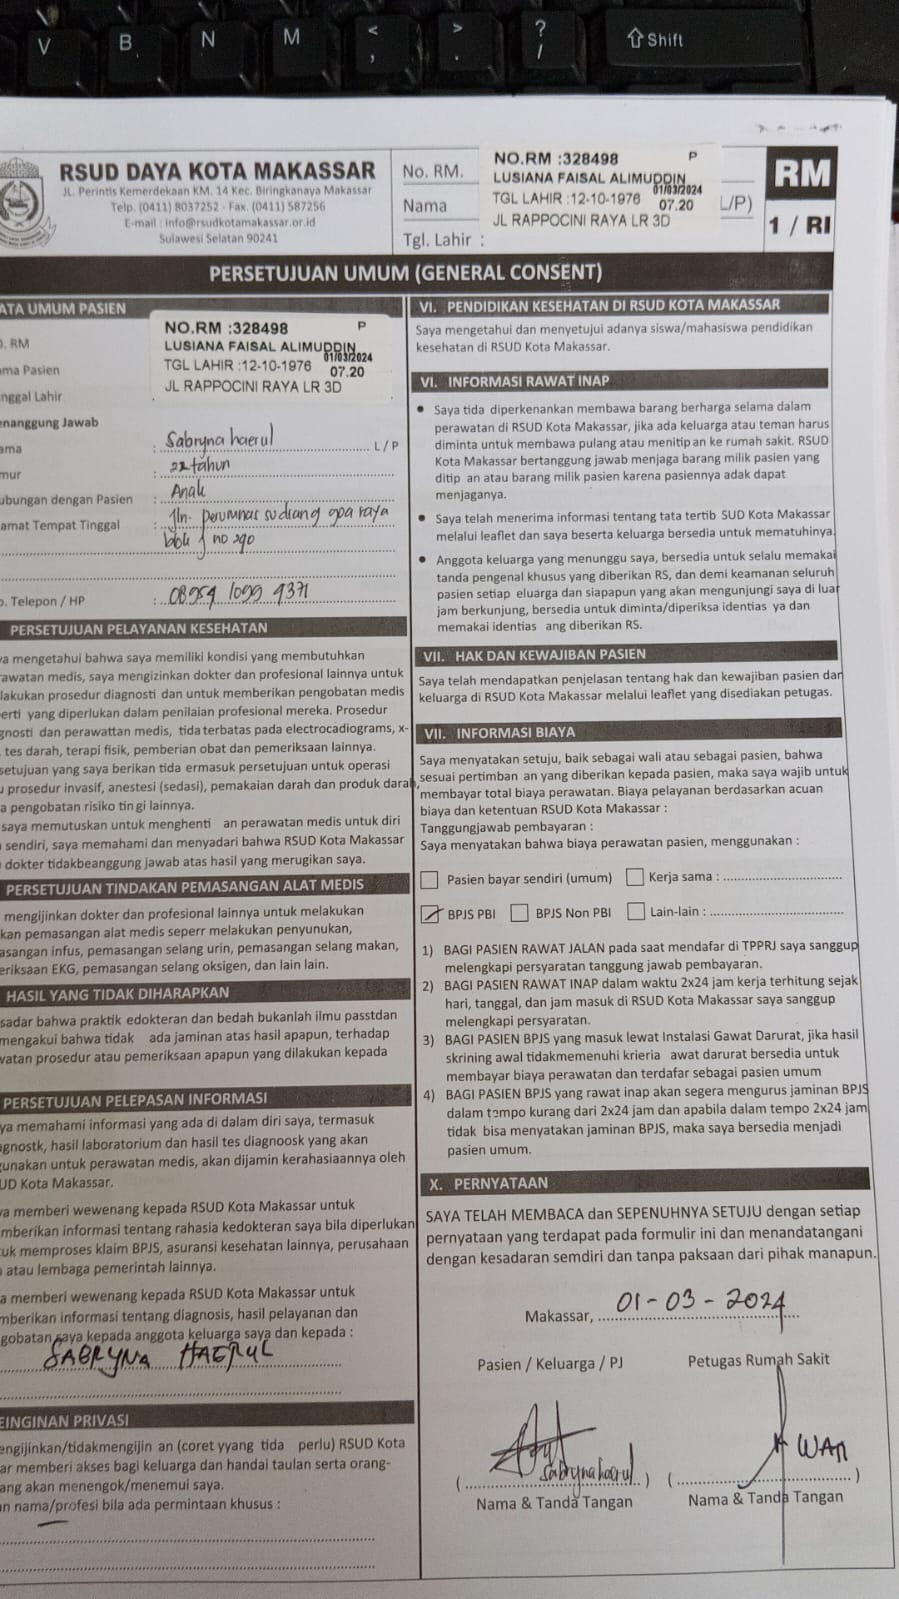 V B N M < , > . ? / Shift
RSUD DAYA KOTA MAKASSAR
JL. Perintis Kemerdekaan KM. 14 Kec. Biringkanaya Makassar
Telp. (0411) 8037252 - Fax. (0411) 587256
E-mail : info@rsudkotamakassar.or.id
Sulawesi Selatan 90241
No. RM.
Nama
Tgl. Lahir :
NO.RM :328498 P
LUSIANA FAISAL ALIMUDDIN
01/03/2024
TGL LAHIR :12-10-1976 07.20
JL RAPPOCINI RAYA LR 3D
L/P)
RM
1 / RI
PERSETUJUAN UMUM (GENERAL CONSENT)
ATA UMUM PASIEN
. RM
ma Pasien
nggal Lahir
NO.RM :328498 P
LUSIANA FAISAL ALIMUDDIN
01/03/2024
TGL LAHIR :12-10-1976 07.20
JL RAPPOCINI RAYA LR 3D
enanggung Jawab
ama : Sabryna haerul L / P
mur : 22 tahun
ubungan dengan Pasien : Anak
amat Tempat Tinggal : Jln. perumnas sudiang raya
blok no
. Telepon / HP : 08959 1099 9371
PERSETUJUAN PELAYANAN KESEHATAN
ya mengetahui bahwa saya memiliki kondisi yang membutuhkan
rawatan medis, saya mengizinkan dokter dan profesional lainnya untuk
lakukan prosedur diagnosti dan untuk memberikan pengobatan medis
erti yang diperlukan dalam penilaian profesional mereka. Prosedur
gnosti dan perawattan medis, tida terbatas pada electrocadiograms, x-
, tes darah, terapi fisik, pemberian obat dan pemeriksaan lainnya.
setujuan yang saya berikan tida ermasuk persetujuan untuk operasi
u prosedur invasif, anestesi (sedasi), pemakaian darah dan produk darah,
a pengobatan risiko tin gi lainnya.
saya memutuskan untuk menghenti an perawatan medis untuk diri
sendiri, saya memahami dan menyadari bahwa RSUD Kota Makassar
dokter tidakbeanggung jawab atas hasil yang merugikan saya.
PERSETUJUAN TINDAKAN PEMASANGAN ALAT MEDIS
mengijinkan dokter dan profesional lainnya untuk melakukan
kan pemasangan alat medis seperr melakukan penyunukan,
asangan infus, pemasangan selang urin, pemasangan selang makan,
eriksaan EKG, pemasangan selang oksigen, dan lain lain.
HASIL YANG TIDAK DIHARAPKAN
sadar bahwa praktik edokteran dan bedah bukanlah ilmu passtdan
mengakui bahwa tidak ada jaminan atas hasil apapun, terhadap
vatan prosedur atau pemeriksaan apapun yang dilakukan kepada
PERSETUJUAN PELEPASAN INFORMASI
ya memahami informasi yang ada di dalam diri saya, termasuk
agnostk, hasil laboratorium dan hasil tes diagnoosk yang akan
gunakan untuk perawatan medis, akan dijamin kerahasiaannya oleh
UD Kota Makassar.
ya memberi wewenang kepada RSUD Kota Makassar untuk
mberikan informasi tentang rahasia kedokteran saya bila diperlukan
tuk memproses klaim BPJS, asuransi kesehatan lainnya, perusahaan
atau lembaga pemerintah lainnya.
a memberi wewenang kepada RSUD Kota Makassar untuk
mberikan informasi tentang diagnosis, hasil pelayanan dan
gobatan saya kepada anggota keluarga saya dan kepada :
SABRYNA HAERUL
EINGINAN PRIVASI
engijinkan/tidakmengijin an (coret yyang tida perlu) RSUD Kota
ar memberi akses bagi keluarga dan handai taulan serta orang-
ang akan menengok/menemui saya.
an nama/profesi bila ada permintaan khusus :
VI. PENDIDIKAN KESEHATAN DI RSUD KOTA MAKASSAR
Saya mengetahui dan menyetujui adanya siswa/mahasiswa pendidikan
kesehatan di RSUD Kota Makassar.
VI. INFORMASI RAWAT INAP
• Saya tida diperkenankan membawa barang berharga selama dalam
perawatan di RSUD Kota Makassar, jika ada keluarga atau teman harus
diminta untuk membawa pulang atau menitip an ke rumah sakit. RSUD
Kota Makassar bertanggung jawab menjaga barang milik pasien yang
ditip an atau barang milik pasien karena pasiennya adak dapat
menjaganya.
• Saya telah menerima informasi tentang tata tertib SUD Kota Makassar
melalui leaflet dan saya beserta keluarga bersedia untuk mematuhinya.
• Anggota keluarga yang menunggu saya, bersedia untuk selalu memakai
tanda pengenal khusus yang diberikan RS, dan demi keamanan seluruh
pasien setiap eluarga dan siapapun yang akan mengunjungi saya di luar
jam berkunjung, bersedia untuk diminta/diperiksa identias ya dan
memakai identias ang diberikan RS.
VII. HAK DAN KEWAJIBAN PASIEN
Saya telah mendapatkan penjelasan tentang hak dan kewajiban pasien dan
keluarga di RSUD Kota Makassar melalui leaflet yang disediakan petugas.
VII. INFORMASI BIAYA
Saya menyatakan setuju, baik sebagai wali atau sebagai pasien, bahwa
sesuai pertimban an yang diberikan kepada pasien, maka saya wajib untuk
membayar total biaya perawatan. Biaya pelayanan berdasarkan acuan
biaya dan ketentuan RSUD Kota Makassar :
Tanggungjawab pembayaran :
Saya menyatakan bahwa biaya perawatan pasien, menggunakan :
Pasien bayar sendiri (umum) Kerja sama :
BPJS PBI BPJS Non PBI Lain-lain :
1) BAGI PASIEN RAWAT JALAN pada saat mendafar di TPPRJ saya sanggup
melengkapi persyaratan tanggung jawab pembayaran.
2) BAGI PASIEN RAWAT INAP dalam waktu 2x24 jam kerja terhitung sejak
hari, tanggal, dan jam masuk di RSUD Kota Makassar saya sanggup
melengkapi persyaratan.
3) BAGI PASIEN BPJS yang masuk lewat Instalasi Gawat Darurat, jika hasil
skrining awal tidakmemenuhi krieria awat darurat bersedia untuk
membayar biaya perawatan dan terdafar sebagai pasien umum
4) BAGI PASIEN BPJS yang rawat inap akan segera mengurus jaminan BPJS
dalam tempo kurang dari 2x24 jam dan apabila dalam tempo 2x24 jam
tidak bisa menyatakan jaminan BPJS, maka saya bersedia menjadi
pasien umum.
X. PERNYATAAN
SAYA TELAH MEMBACA dan SEPENUHNYA SETUJU dengan setiap
pernyataan yang terdapat pada formulir ini dan menandatangani
dengan kesadaran semdiri dan tanpa paksaan dari pihak manapun.
Makassar, 01-03-2024
Pasien / Keluarga / PJ Petugas Rumah Sakit
( Sabryna haerul ) ( WAN )
Nama & Tanda Tangan Nama & Tanda Tangan